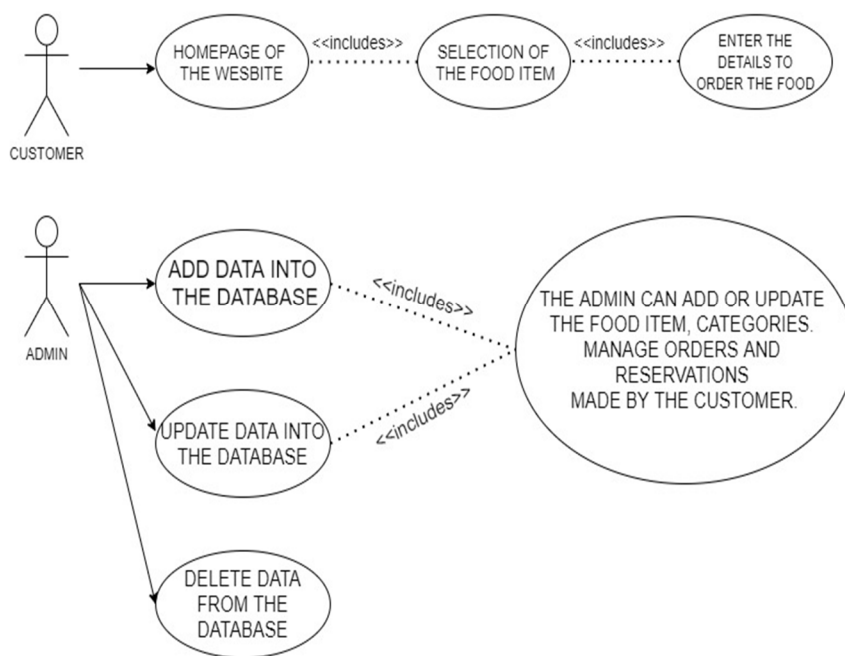 <<includes>>
<<includes>>
HOMEPAGE OF
THE WESBITE
SELECTION OF
THE FOOD ITEM
ENTER THE
DETAILS TO
ORDER THE FOOD
CUSTOMER
ADD DATA INTO
THE DATABASE
<<includes>>
THE ADMIN CAN ADD OR UPDATE
THE FOOD ITEM, CATEGORIES.
MANAGE ORDERS AND
RESERVATIONS
MADE BY THE CUSTOMER.
ADMIN
UPDATE DATA INTO
THE DATABASE
<<includes>>
DELETE DATA
FROM THE
DATABASE